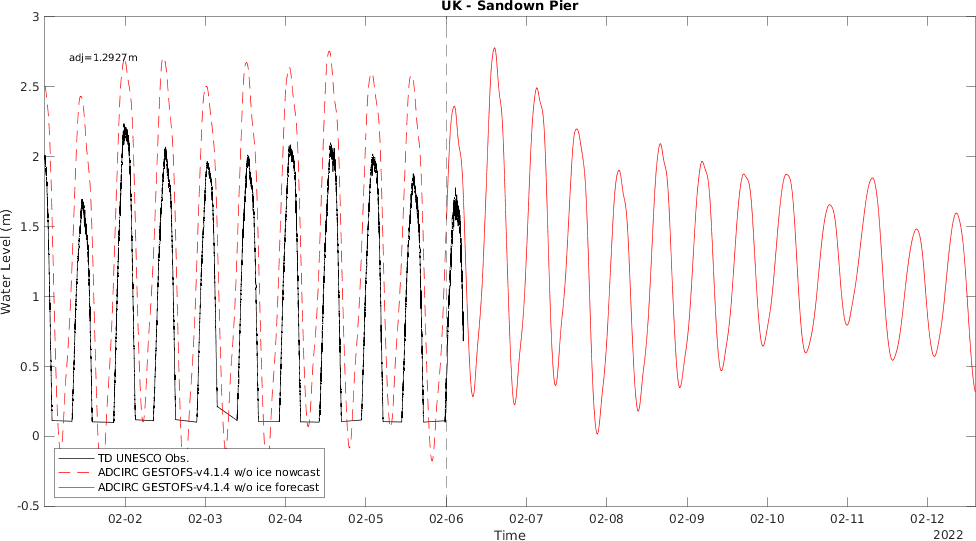 UK - Sandown Pier
adj=1.2927m
Water Level (m)
3
2.5
2
1.5
1
0.5
0
-0.5
TD UNESCO Obs.
ADCIRC GESTOFS-v4.1.4 w/o ice nowcast
ADCIRC GESTOFS-v4.1.4 w/o ice forecast
02-02 02-03 02-04 02-05 02-06 02-07 02-08 02-09 02-10 02-11 02-12
Time
2022